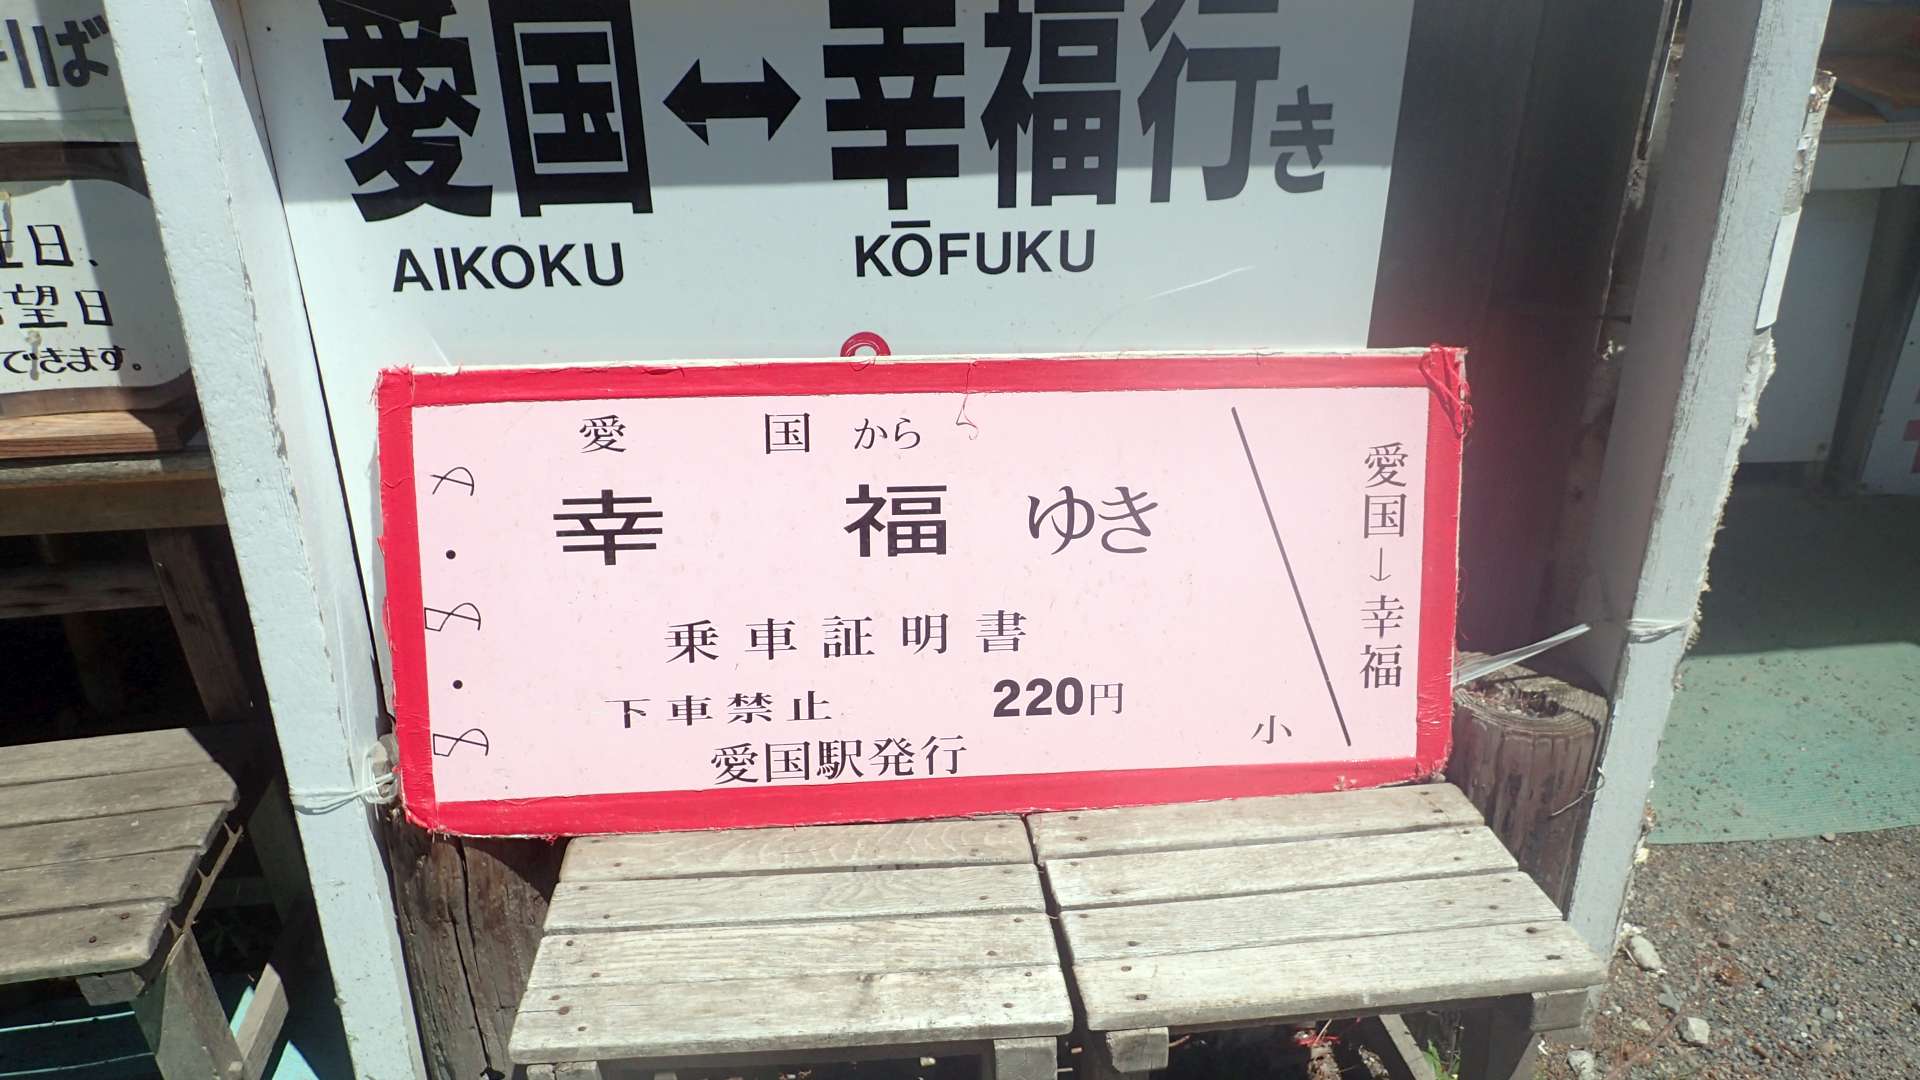 愛国↔幸福行き
AIKOKU KŌFUKU
日、
望日
できます。
愛 国 から
幸 福 ゆき
乗車証明書
下車禁止 220円
愛国駅発行
小
愛国→幸福
8・8・8